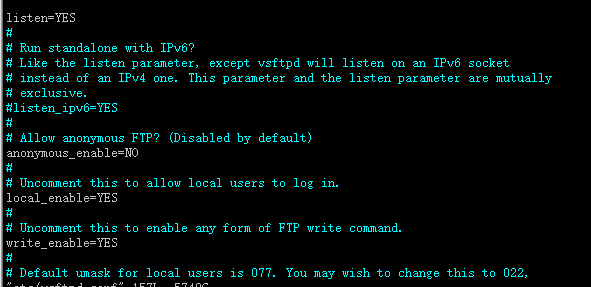 listen=YES
#
# Run standalone with IPv6?
# Like the listen parameter, except vsftpd will listen on an IPv6 socket
# instead of an IPv4 one. This parameter and the listen parameter are mutually
# exclusive.
#listen_ipv6=YES
#
# Allow anonymous FTP? (Disabled by default)
anonymous_enable=NO
#
# Uncomment this to allow local users to log in.
local_enable=YES
#
# Uncomment this to enable any form of FTP write command.
write_enable=YES
#
# Default umask for local users is 077. You may wish to change this to 022,